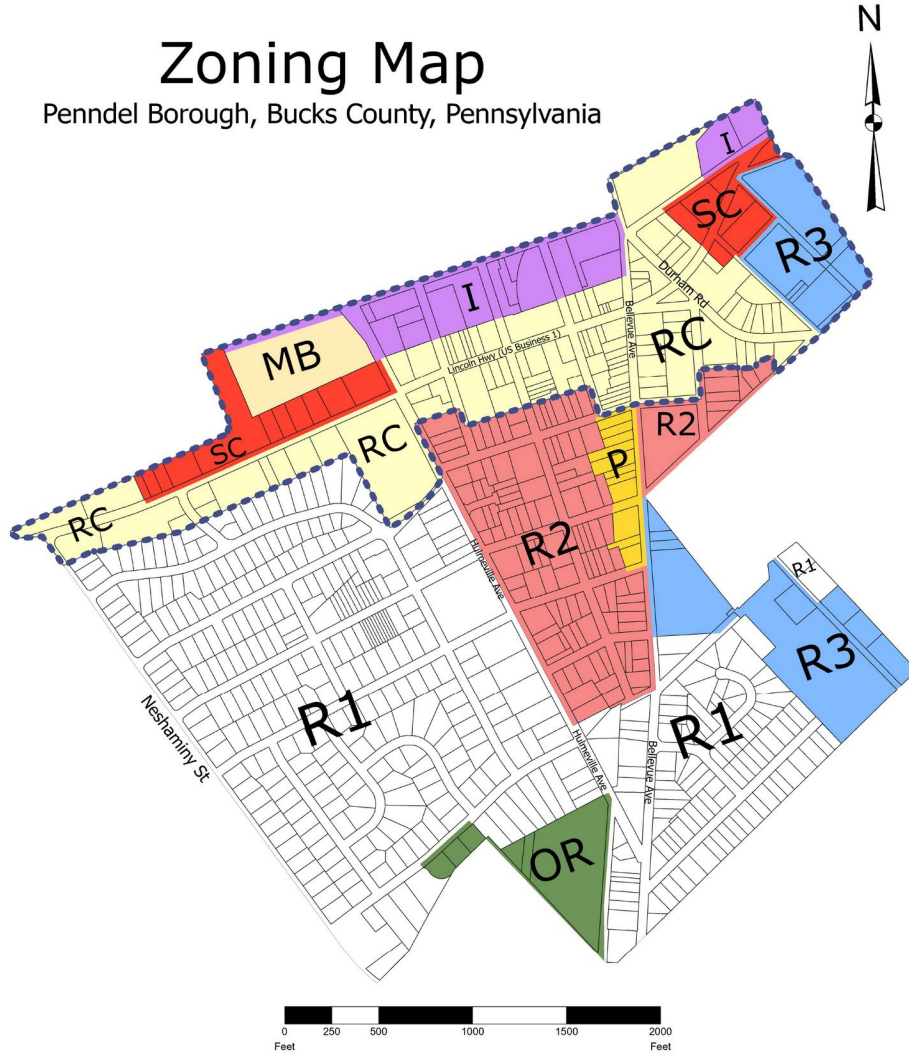 Zoning Map
Penndel Borough, Bucks County, Pennsylvania
N
I
SC
R3
Durham Rd
I
Bellevue Ave
RC
MB
Lincoln Hwy (US Business 1)
SC
RC
R2
P
RC
R2
Hulmeville Ave
R1
R3
Neshaminy St
R1
R1
Hulmeville Ave
Bellevue Ave
OR
0 250 500 1000 1500 2000
Feet Feet